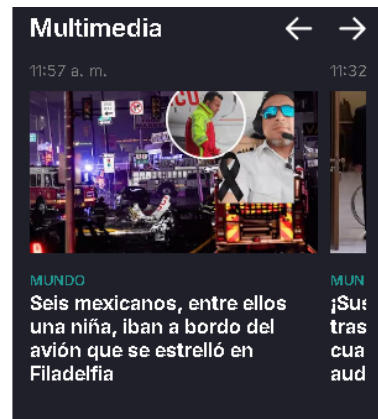 Multimedia
11:57 a. m.
11:32
CO
MUNDO
Seis mexicanos, entre ellos
una niña, iban a bordo del
avión que se estrelló en
Filadelfia
MUN
¡Sus
tras
cua
aud